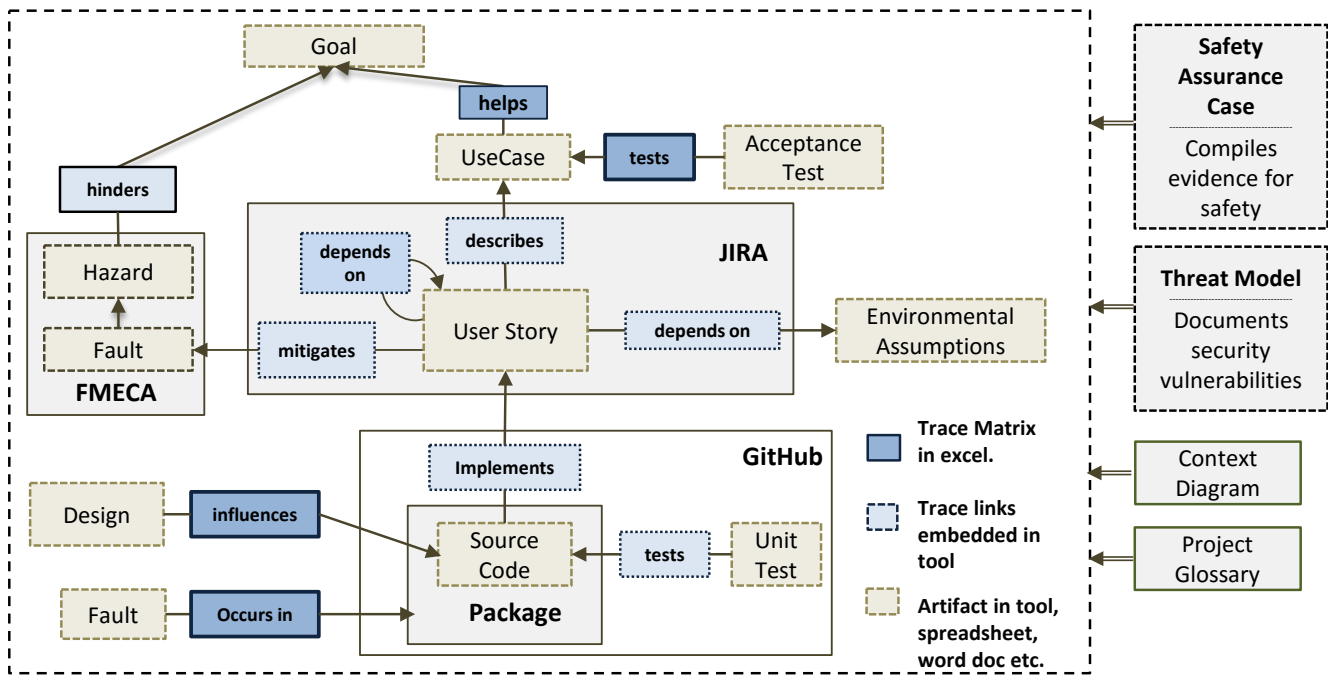 Goal
helps
UseCase
tests
Acceptance
Test
hinders
Hazard
Fault
FMECA
JIRA
describes
depends
on
User Story
mitigates
depends on
Environmental
Assumptions
GitHub
Implements
Design
influences
Source
Code
tests
Unit
Test
Package
Fault
Occurs in
Trace Matrix
in excel.
Trace links
embedded in
tool
Artifact in tool,
spreadsheet,
word doc etc.
Safety
Assurance
Case
Compiles
evidence for
safety
Threat Model
Documents
security
vulnerabilities
Context
Diagram
Project
Glossary